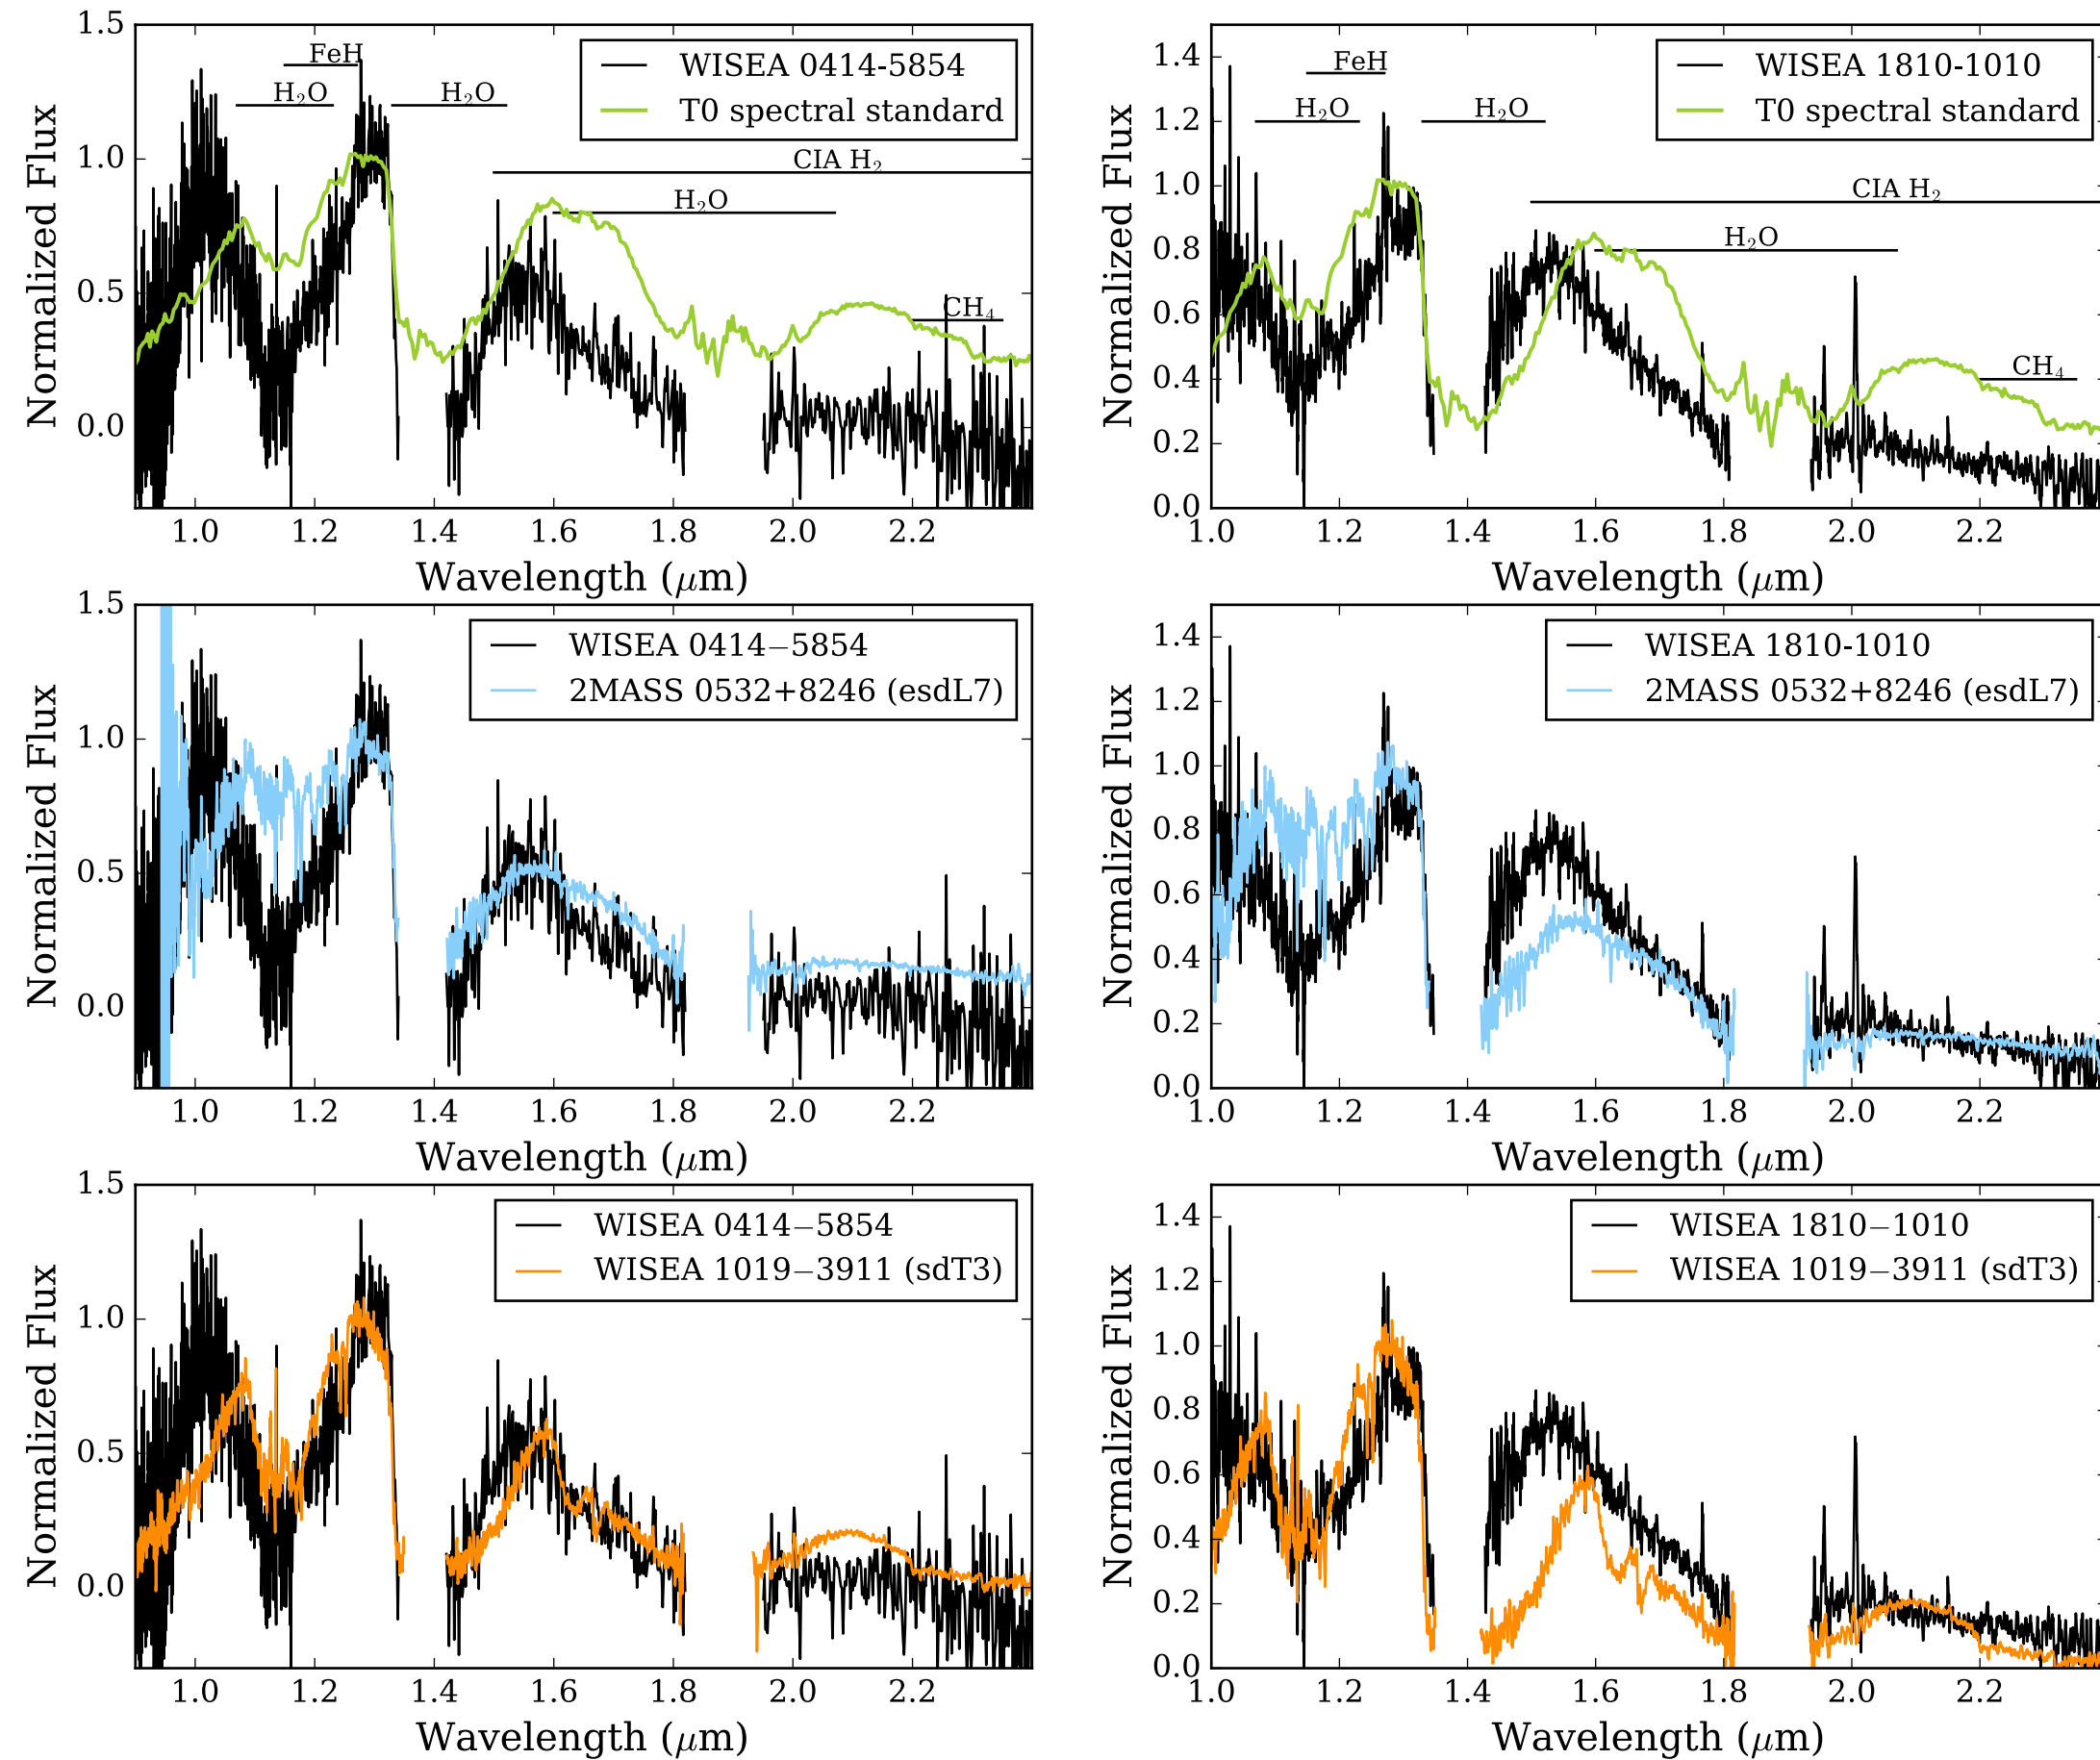 1.5
1.0
0.5
0.0
Normalized Flux
FeH
H₂O
H₂O
WISEA 0414-5854
T0 spectral standard
CIA H₂
H₂O
CH₄
1.0 1.2 1.4 1.6 1.8 2.0 2.2
Wavelength (μm)
1.4
1.2
1.0
0.8
0.6
0.4
0.2
0.0
Normalized Flux
FeH
H₂O
H₂O
WISEA 1810-1010
T0 spectral standard
CIA H₂
H₂O
CH₄
1.0 1.2 1.4 1.6 1.8 2.0 2.2
Wavelength (μm)
1.5
1.0
0.5
0.0
Normalized Flux
WISEA 0414−5854
2MASS 0532+8246 (esdL7)
1.0 1.2 1.4 1.6 1.8 2.0 2.2
Wavelength (μm)
1.4
1.2
1.0
0.8
0.6
0.4
0.2
0.0
Normalized Flux
WISEA 1810-1010
2MASS 0532+8246 (esdL7)
1.0 1.2 1.4 1.6 1.8 2.0 2.2
Wavelength (μm)
1.5
1.0
0.5
0.0
Normalized Flux
WISEA 0414−5854
WISEA 1019−3911 (sdT3)
1.0 1.2 1.4 1.6 1.8 2.0 2.2
Wavelength (μm)
1.4
1.2
1.0
0.8
0.6
0.4
0.2
0.0
Normalized Flux
WISEA 1810−1010
WISEA 1019−3911 (sdT3)
1.0 1.2 1.4 1.6 1.8 2.0 2.2
Wavelength (μm)